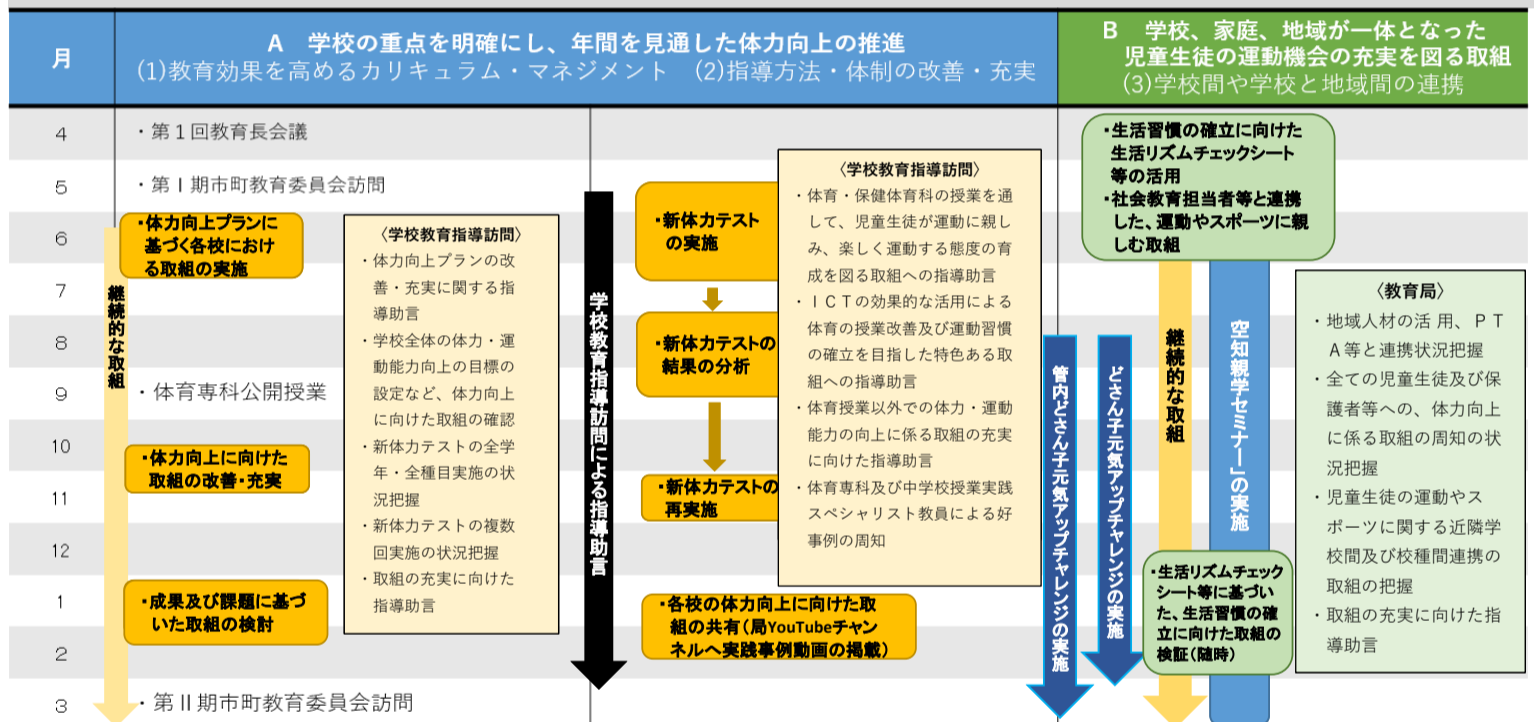 月
A　学校の重点を明確にし、年間を見通した体力向上の推進
(1)教育効果を高めるカリキュラム・マネジメント　(2)指導方法・体制の改善・充実
B　学校、家庭、地域が一体となった
児童生徒の運動機会の充実を図る取組
(3)学校間や学校と地域間の連携
4
5
6
7
8
9
10
11
12
1
2
3
・第１回教育長会議
・第Ⅰ期市町教育委員会訪問
・体力向上プランに
基づく各校におけ
る取組の実施
継続的な取組
・体育専科公開授業
・体力向上に向けた
取組の改善・充実
・成果及び課題に基づ
いた取組の検討
・第Ⅱ期市町教育委員会訪問
〈学校教育指導訪問〉
・体力向上プランの改
善・充実に関する指
導助言
・学校全体の体力・運
動能力向上の目標の
設定など、体力向上
に向けた取組の確認
・新体力テストの全学
年・全種目実施の状
況把握
・新体力テストの複数
回実施の状況把握
・取組の充実に向けた
指導助言
学校教育指導訪問による指導助言
・新体力テスト
の実施
・新体力テストの
結果の分析
・新体力テストの
再実施
・各校の体力向上に向けた取
組の共有（局YouTubeチャン
ネルへ実践事例動画の掲載）
〈学校教育指導訪問〉
・体育・保健体育科の授業を通
して、児童生徒が運動に親し
み、楽しく運動する態度の育
成を図る取組への指導助言
・ＩＣＴの効果的な活用による
体育の授業改善及び運動習慣
の確立を目指した特色ある取
組への指導助言
・体育授業以外での体力・運動
能力の向上に係る取組の充実
に向けた指導助言
・体育専科及び中学校授業実践
スペシャリスト教員による好
事例の周知
管内どさん子元気アップチャレンジの実施
どさん子元気アップチャレンジの実施
・生活習慣の確立に向けた
生活リズムチェックシート
等の活用
・社会教育担当者等と連携
した、運動やスポーツに親
しむ取組
継続的な取組
空知親学セミナー」の実施
・生活リズムチェック
シート等に基づい
た、生活習慣の確
立に向けた取組の
検証（随時）
〈教育局〉
・地域人材の活 用、ＰＴ
Ａ等と連携状況把握
・全ての児童生徒及び保
護者等への、体力向上
に係る取組の周知の状
況把握
・児童生徒の運動やス
ポーツに関する近隣学
校間及び校種間連携の
取組の把握
・取組の充実に向けた指
導助言